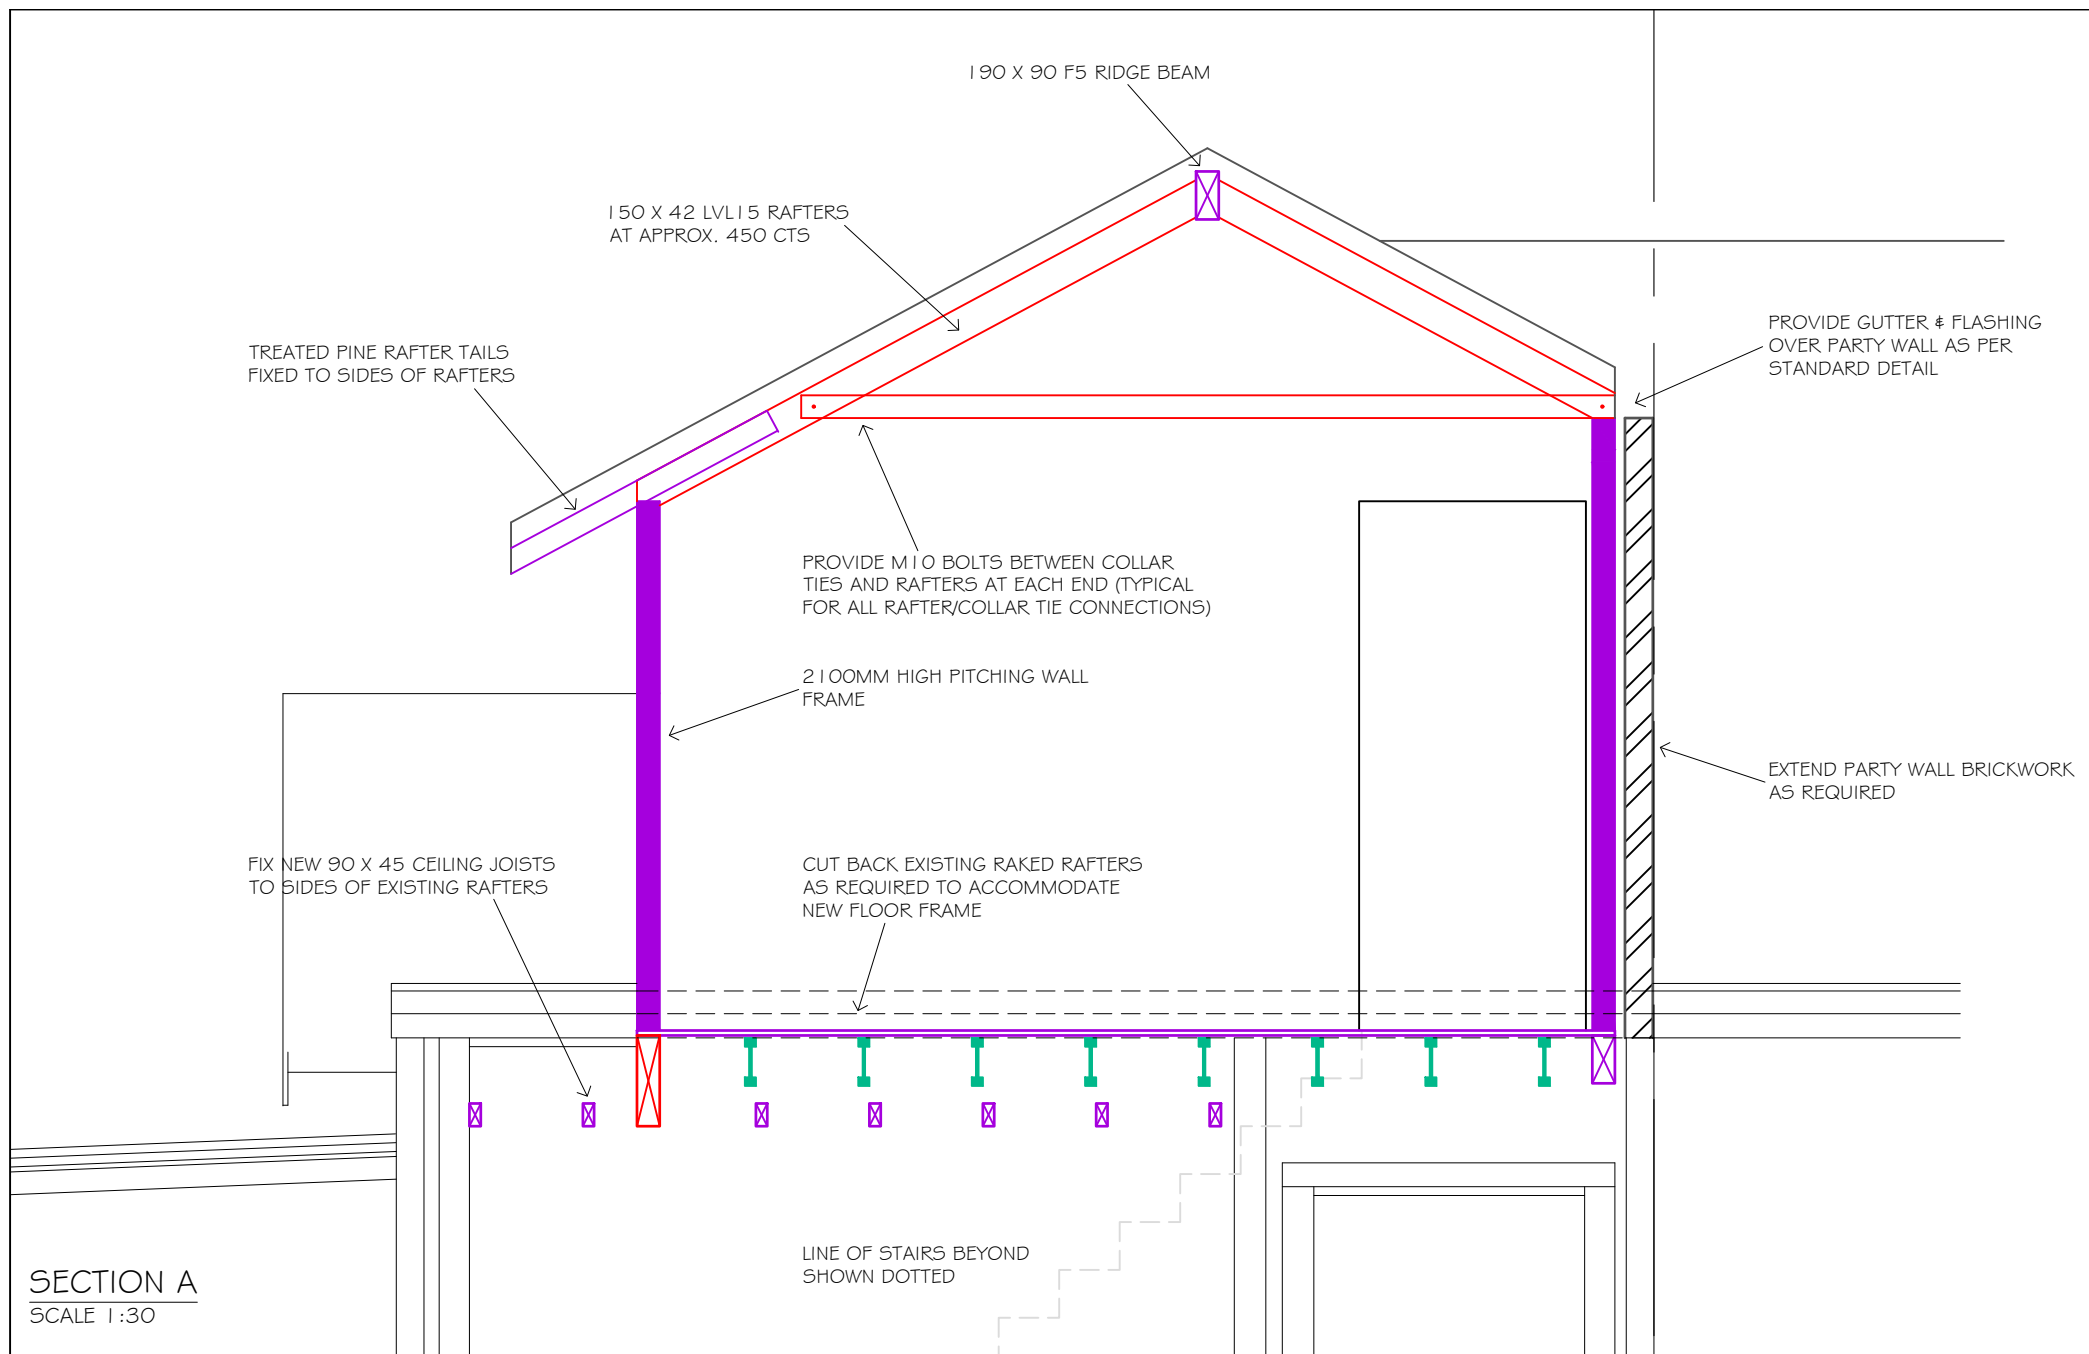 190 X 90 F5 RIDGE BEAM
150 X 42 LVL15 RAFTERS
AT APPROX. 450 CTS
TREATED PINE RAFTER TAILS
FIXED TO SIDES OF RAFTERS
PROVIDE GUTTER & FLASHING
OVER PARTY WALL AS PER
STANDARD DETAIL
PROVIDE M10 BOLTS BETWEEN COLLAR
TIES AND RAFTERS AT EACH END (TYPICAL
FOR ALL RAFTER/COLLAR TIE CONNECTIONS)
2100MM HIGH PITCHING WALL
FRAME
EXTEND PARTY WALL BRICKWORK
AS REQUIRED
FIX NEW 90 X 45 CEILING JOISTS
TO SIDES OF EXISTING RAFTERS
CUT BACK EXISTING RAKED RAFTERS
AS REQUIRED TO ACCOMMODATE
NEW FLOOR FRAME
LINE OF STAIRS BEYOND
SHOWN DOTTED
SECTION A
SCALE 1:30